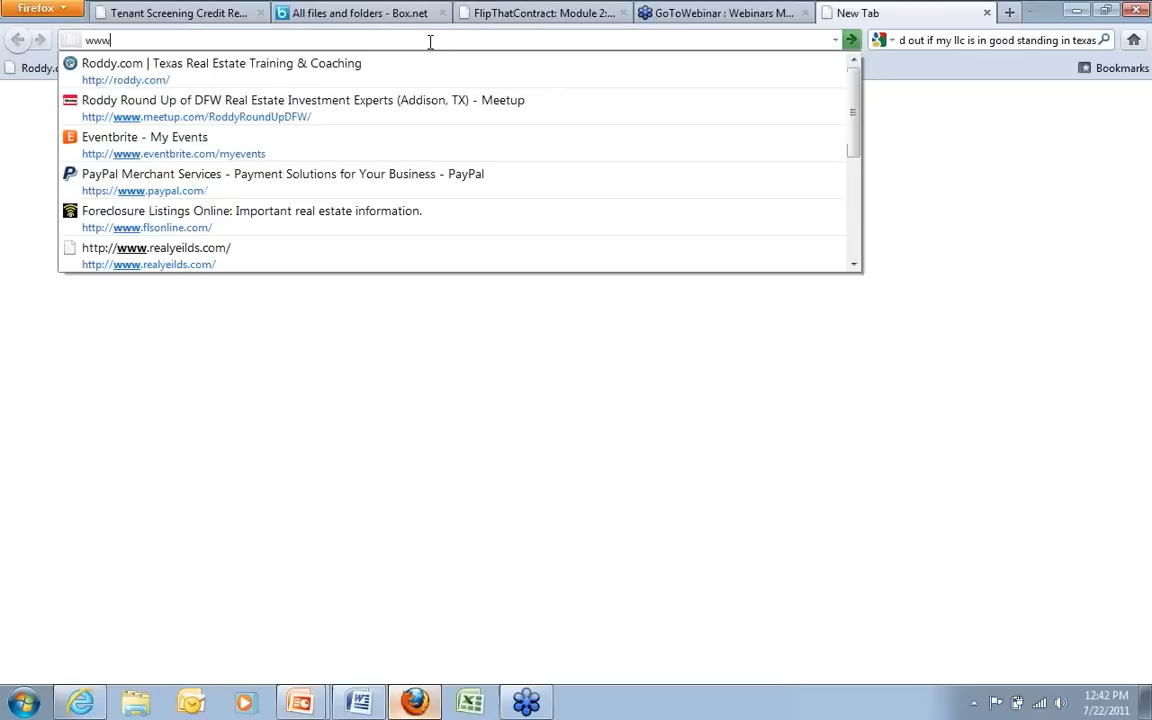 Firefox
Tenant Screening Credit Re...
All files and folders - Box.net
FlipThatContract: Module 2:...
GoToWebinar : Webinars M...
New Tab
www
d out if my llc is in good standing in texas
Roddy.c
Bookmarks
Roddy.com | Texas Real Estate Training & Coaching
http://roddy.com/
Roddy Round Up of DFW Real Estate Investment Experts (Addison, TX) - Meetup
http://www.meetup.com/RoddyRoundUpDFW/
Eventbrite - My Events
http://www.eventbrite.com/myevents
PayPal Merchant Services - Payment Solutions for Your Business - PayPal
https://www.paypal.com/
Foreclosure Listings Online: Important real estate information.
http://www.flsonline.com/
http://www.realyeilds.com/
http://www.realyeilds.com/
12:42 PM
7/22/2011